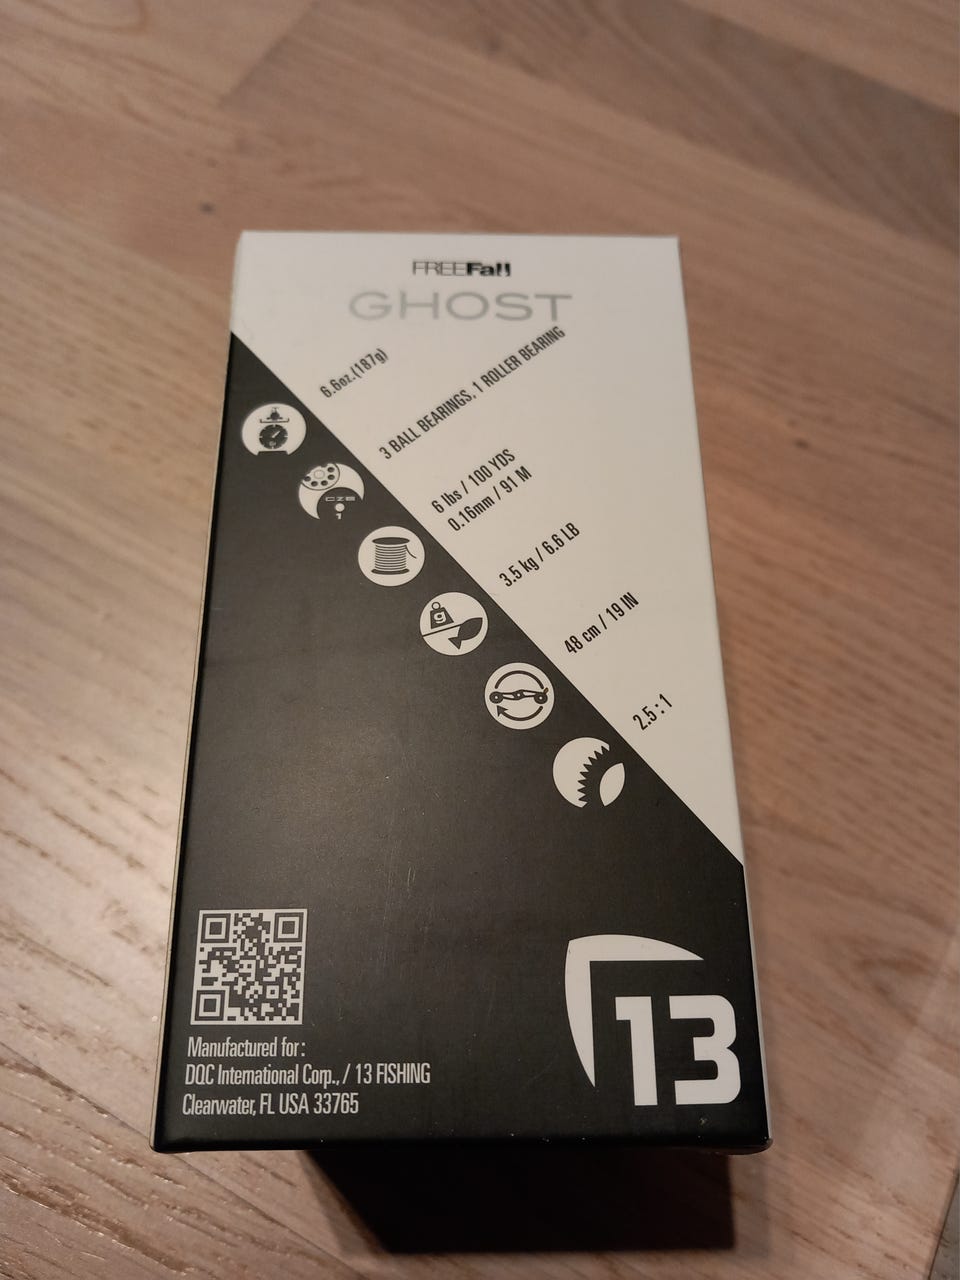 FREEFall
GHOST
6.6oz.(187g)
3 BALL BEARINGS, 1 ROLLER BEARING
6 lbs / 100 YDS
0.16mm / 91 M
3.5 kg / 6.6 LB
48 cm / 19 IN
2.5 : 1
CZB
1
g
13
Manufactured for :
DQC International Corp., / 13 FISHING
Clearwater, FL USA 33765